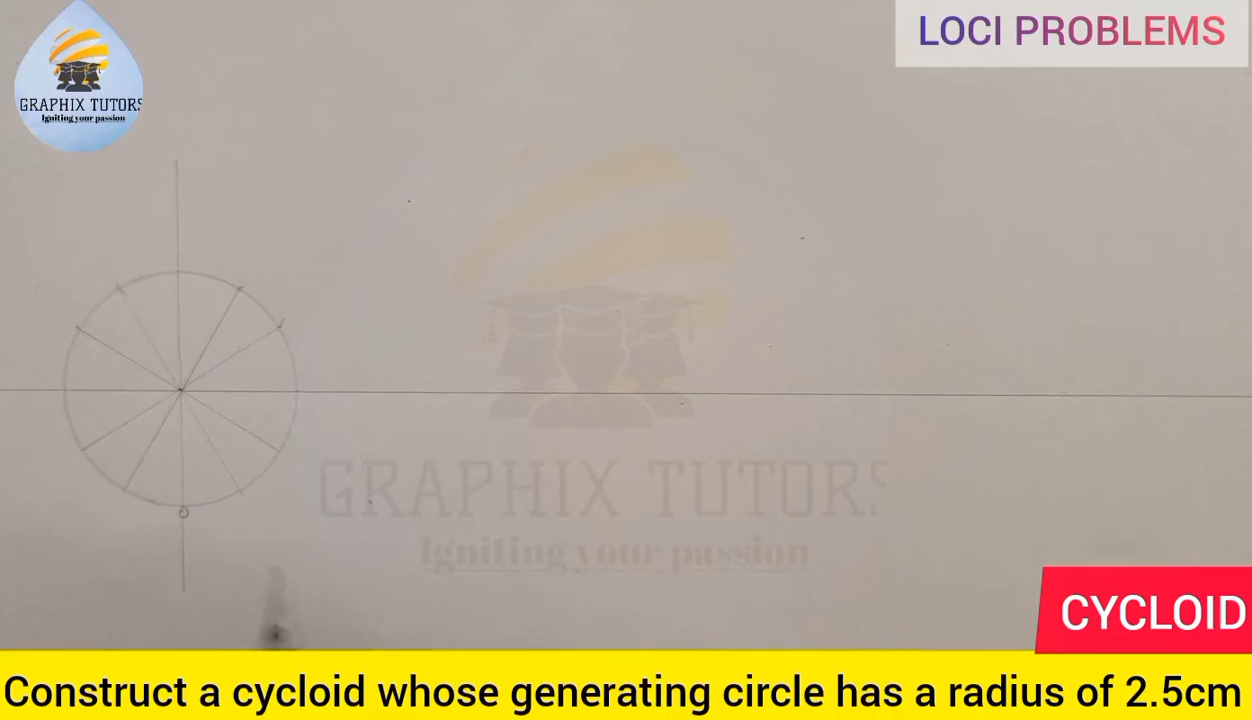 LOCI PROBLEMS
GRAPHIX TUTORS
Igniting your passion
GRAPHIX TUTORS
Igniting your passion
0
CYCLOID
Construct a cycloid whose generating circle has a radius of 2.5cm